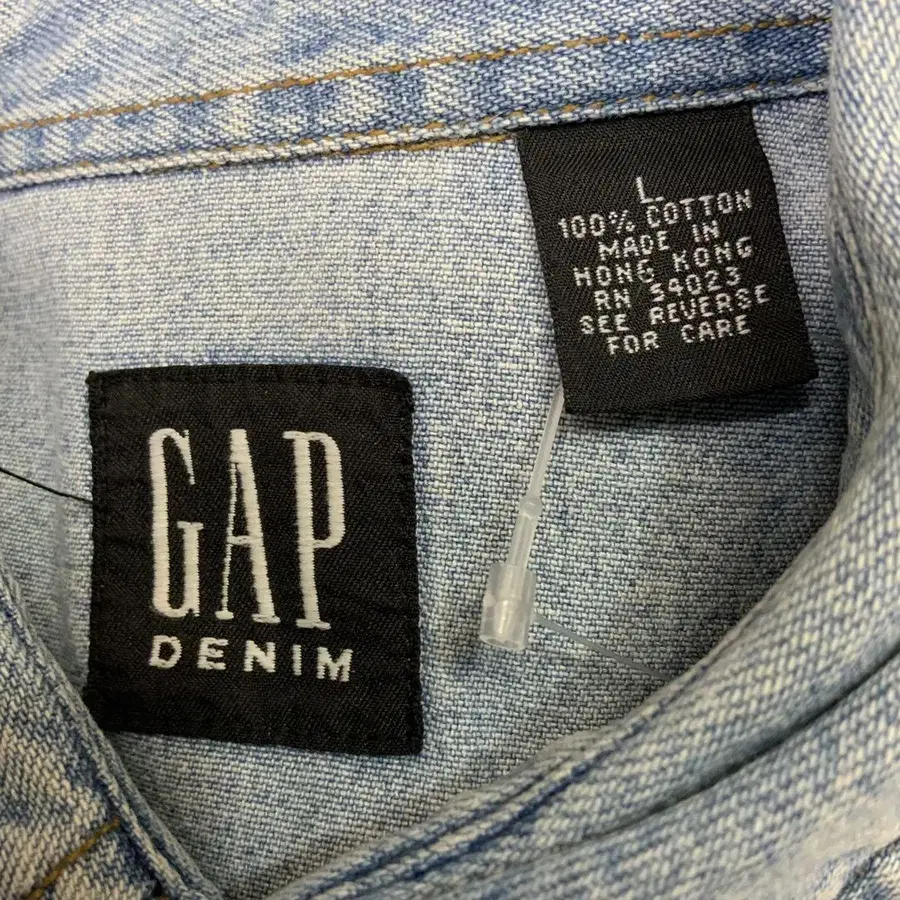 L
100% COTTON
MADE IN
HONG KONG
RN 54023
SEE REVERSE
FOR CARE
GAP
DENIM